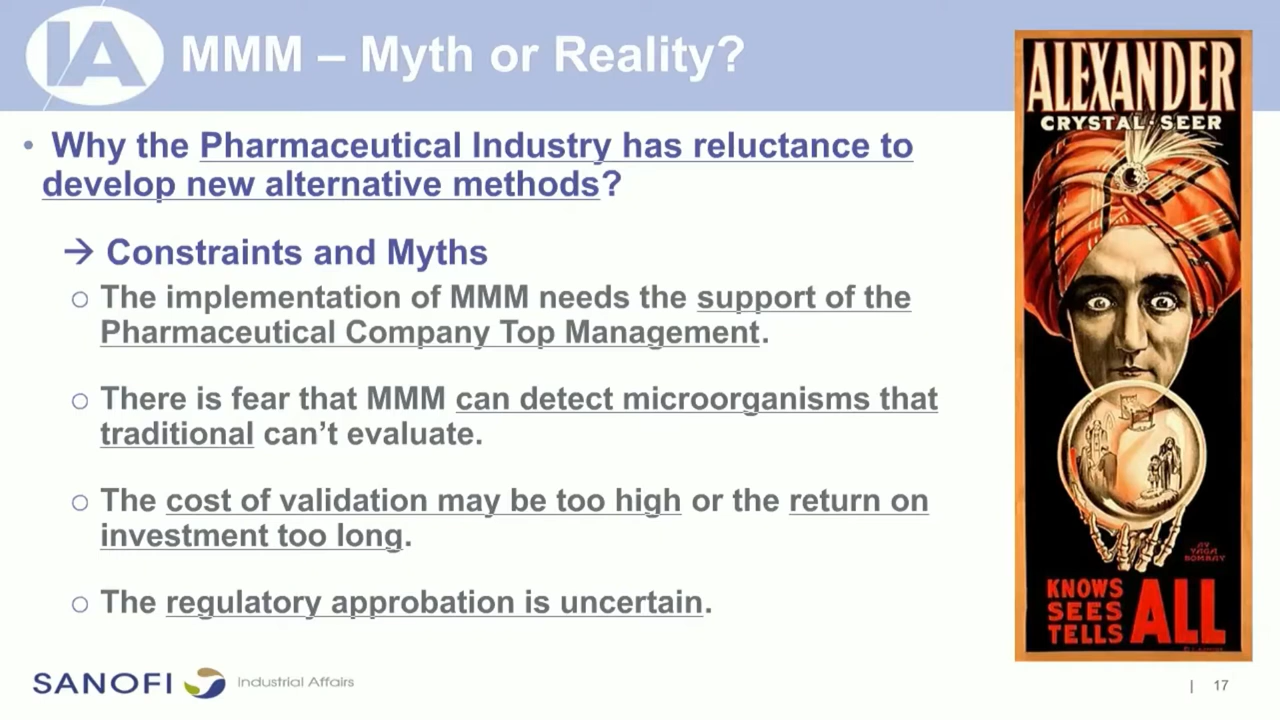 IA
MMM – Myth or Reality?
• Why the Pharmaceutical Industry has reluctance to
develop new alternative methods?
→ Constraints and Myths
○ The implementation of MMM needs the support of the
Pharmaceutical Company Top Management.
○ There is fear that MMM can detect microorganisms that
traditional can’t evaluate.
○ The cost of validation may be too high or the return on
investment too long.
○ The regulatory approbation is uncertain.
ALEXANDER
CRYSTAL-SEER
KNOWS
SEES
TELLS
ALL
SANOFI Industrial Affairs
| 17